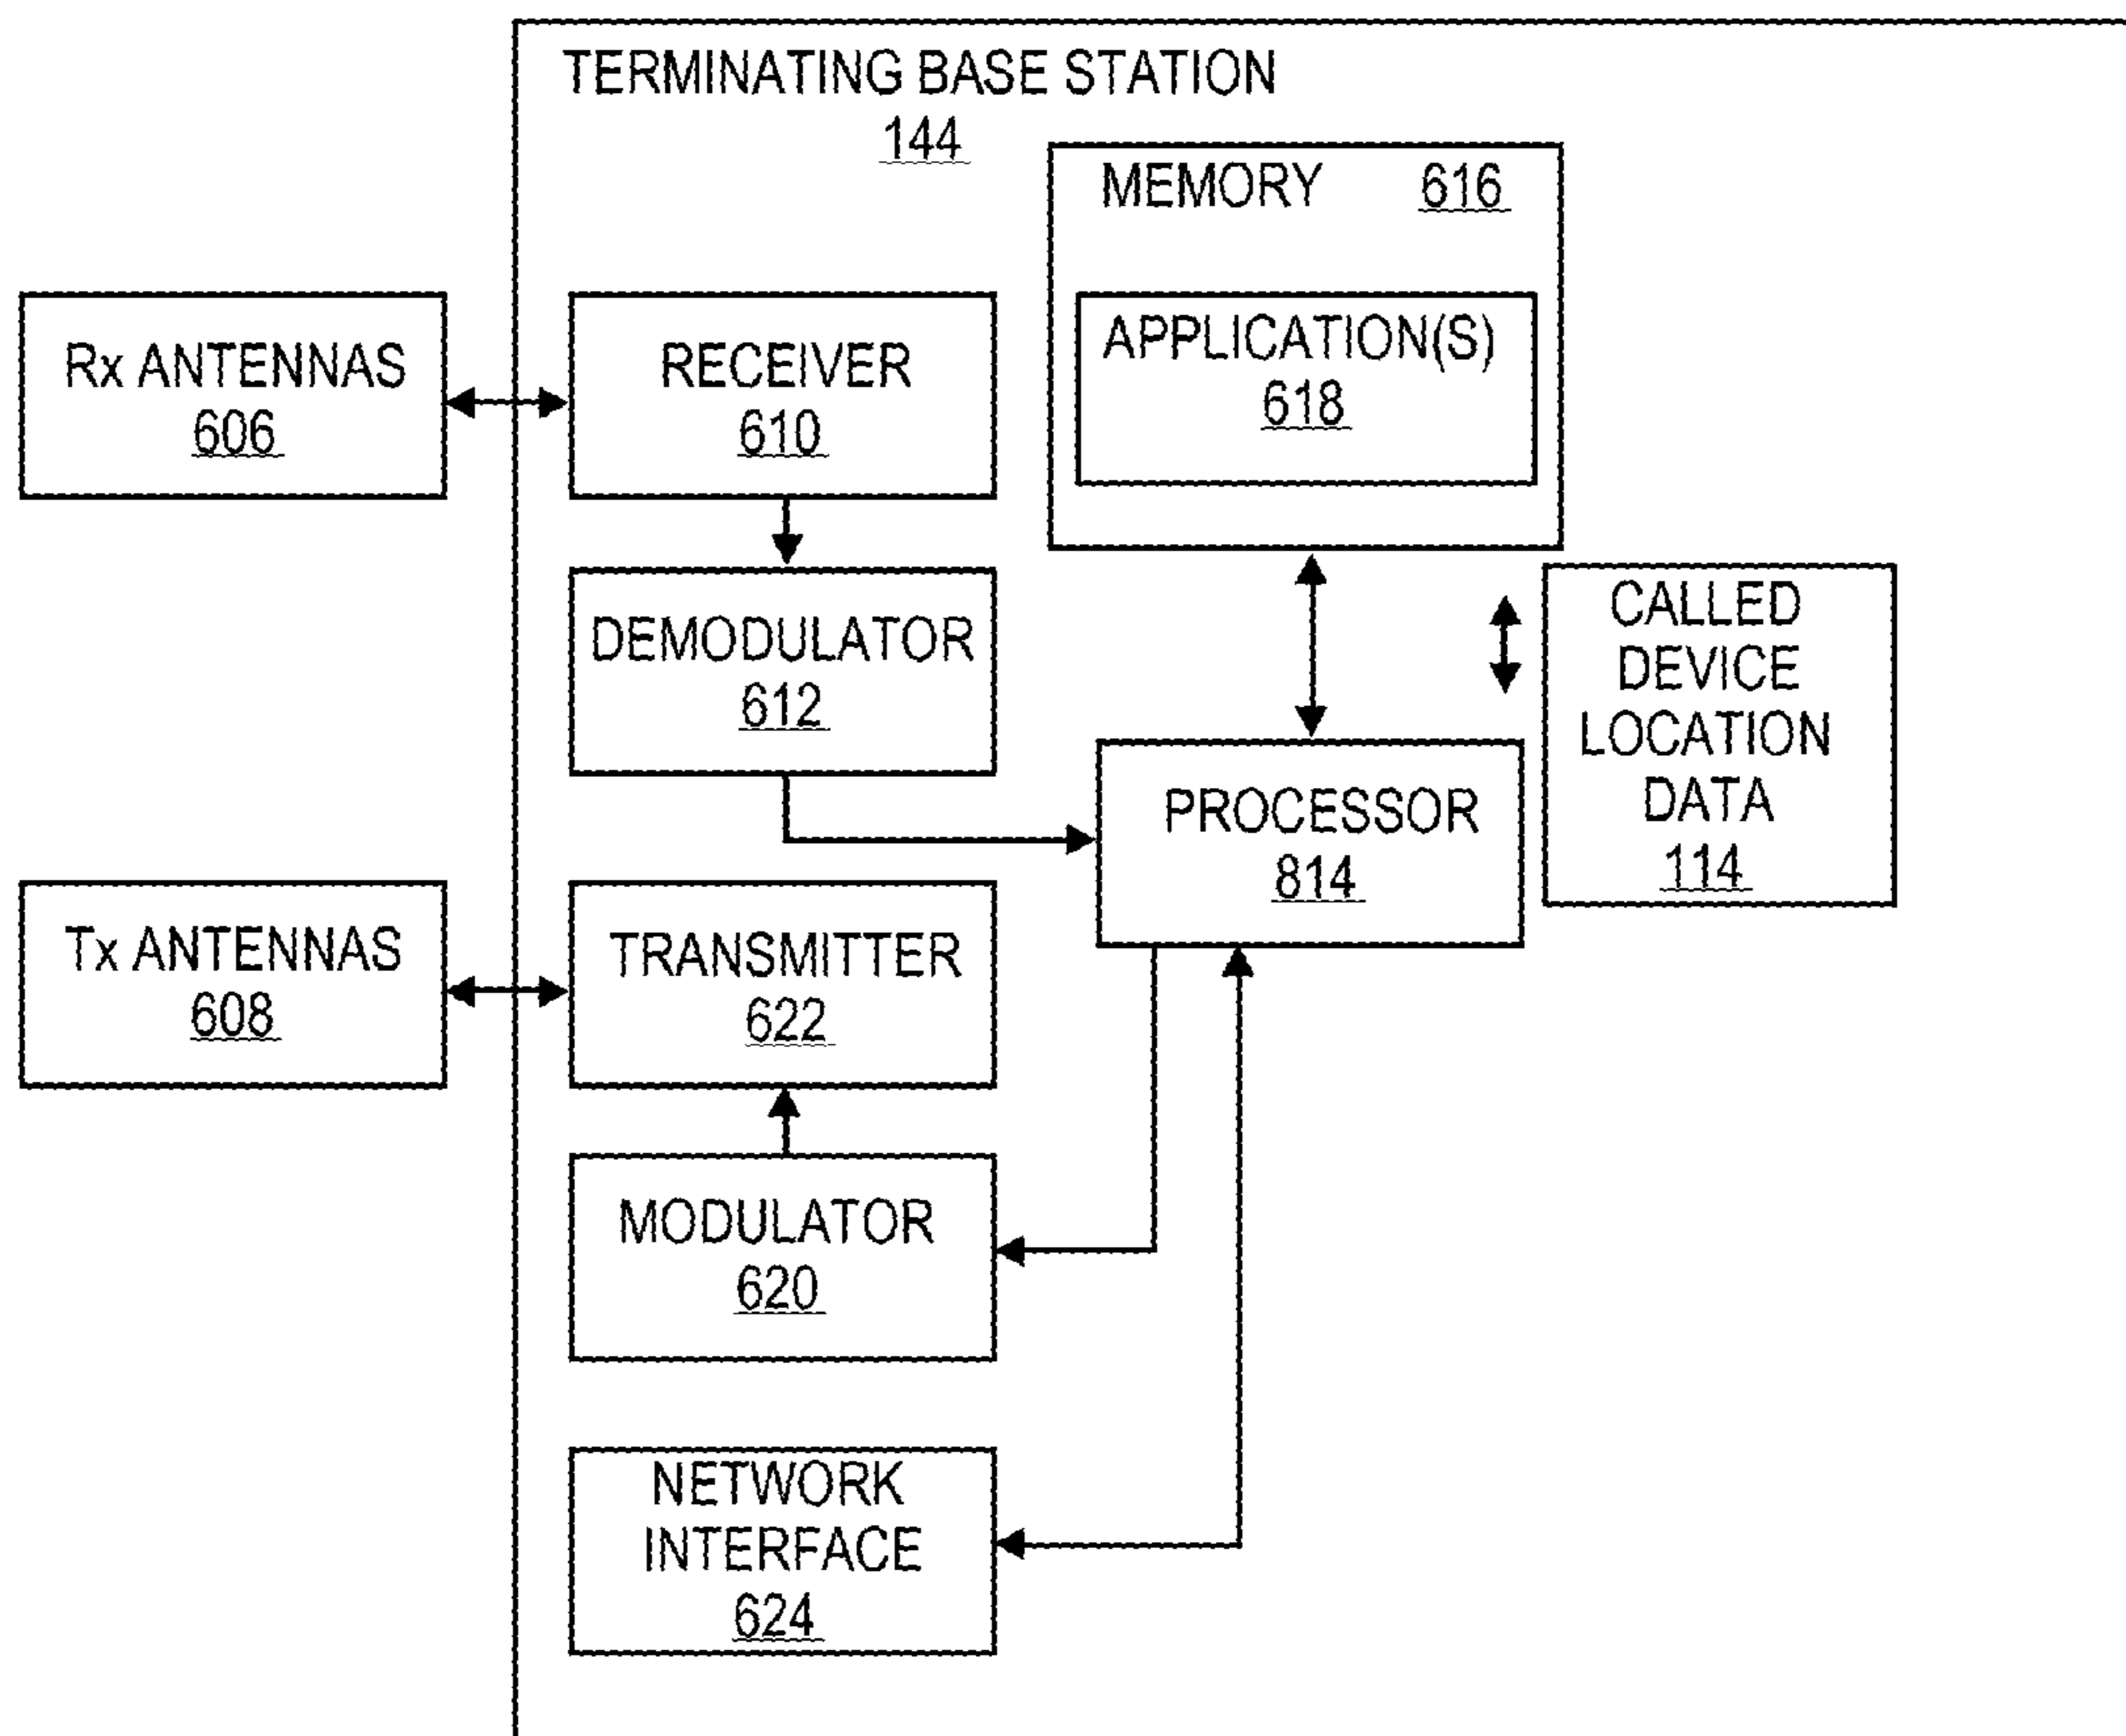 TERMINATING BASE STATION
144
MEMORY 616
APPLICATION(S)
618
Rx ANTENNAS
606
RECEIVER
610
DEMODULATOR
612
CALLED
DEVICE
LOCATION
DATA
114
PROCESSOR
814
Tx ANTENNAS
608
TRANSMITTER
622
MODULATOR
620
NETWORK
INTERFACE
624